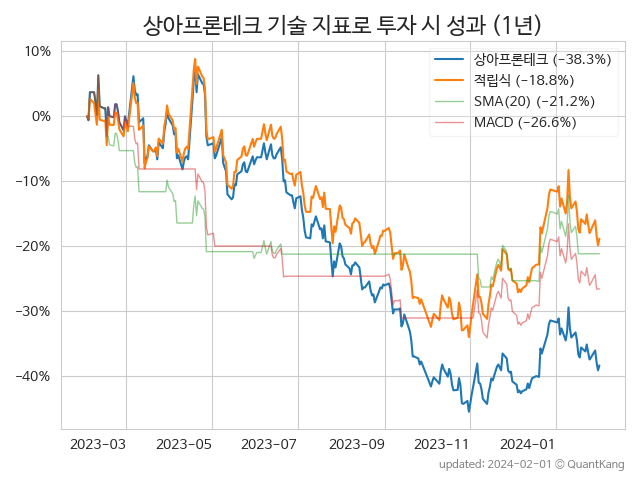 상아프론테크 기술 지표로 투자 시 성과 (1년)
상아프론테크 (−38.3%)
적립식 (−18.8%)
SMA(20) (−21.2%)
MACD (−26.6%)
10%
0%
−10%
−20%
−30%
−40%
2023-03
2023-05
2023-07
2023-09
2023-11
2024-01
updated: 2024-02-01 © QuantKang